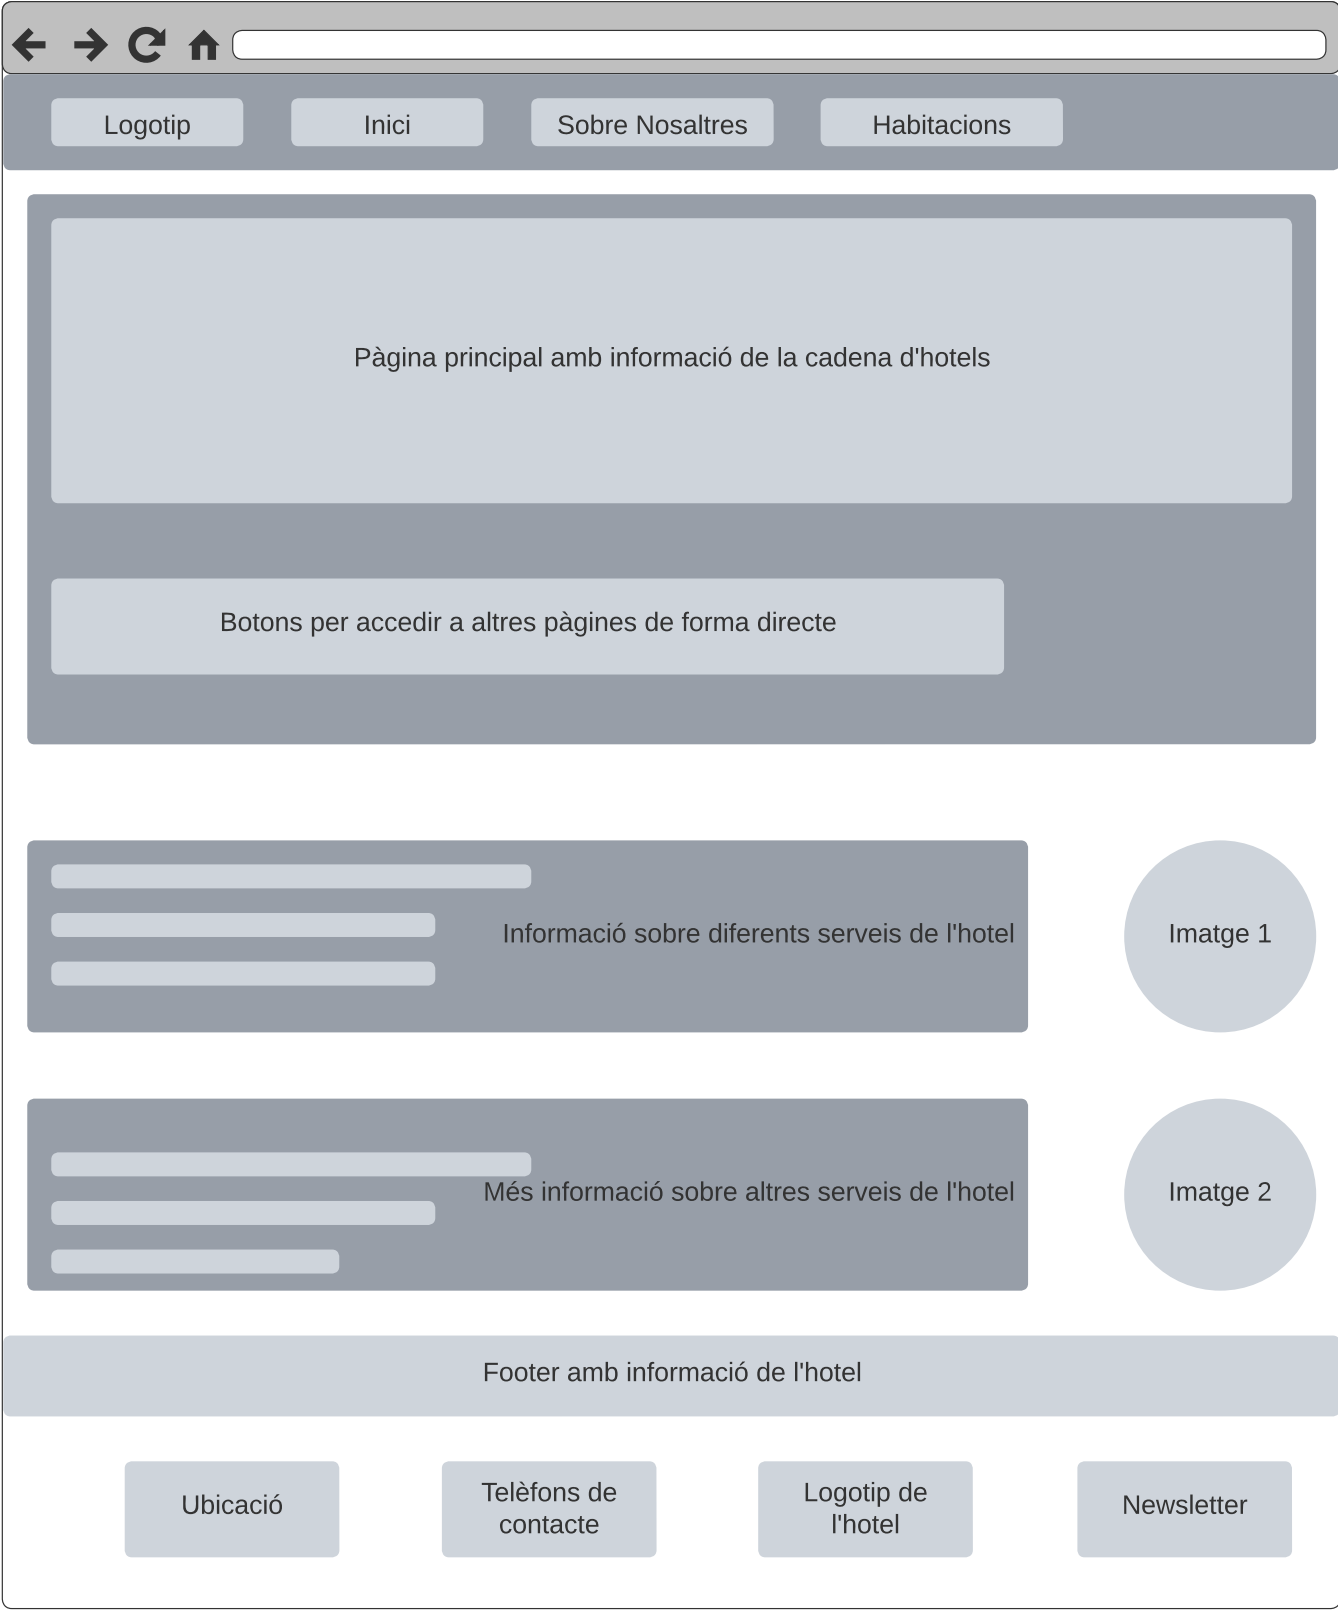 Logotip
Inici
Sobre Nosaltres
Habitacions
Pàgina principal amb informació de la cadena d'hotels
Botons per accedir a altres pàgines de forma directe
Informació sobre diferents serveis de l'hotel
Imatge 1
Més informació sobre altres serveis de l'hotel
Imatge 2
Footer amb informació de l'hotel
Ubicació
Telèfons de
contacte
Logotip de
l'hotel
Newsletter